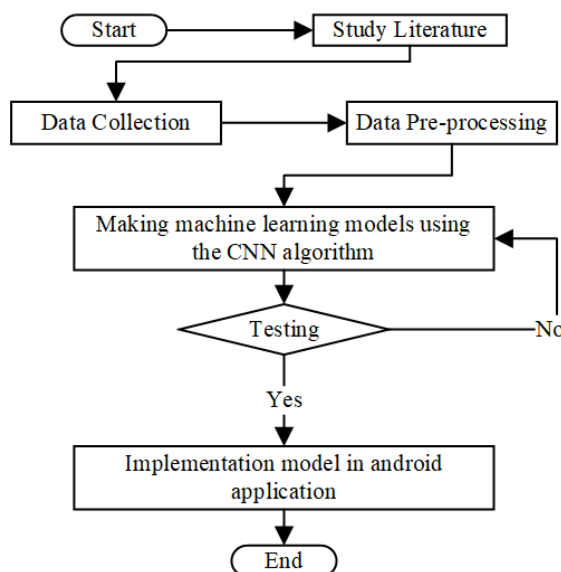 Start
Study Literature
Data Collection
Data Pre-processing
Making machine learning models using
the CNN algorithm
Testing
No
Yes
Implementation model in android
application
End